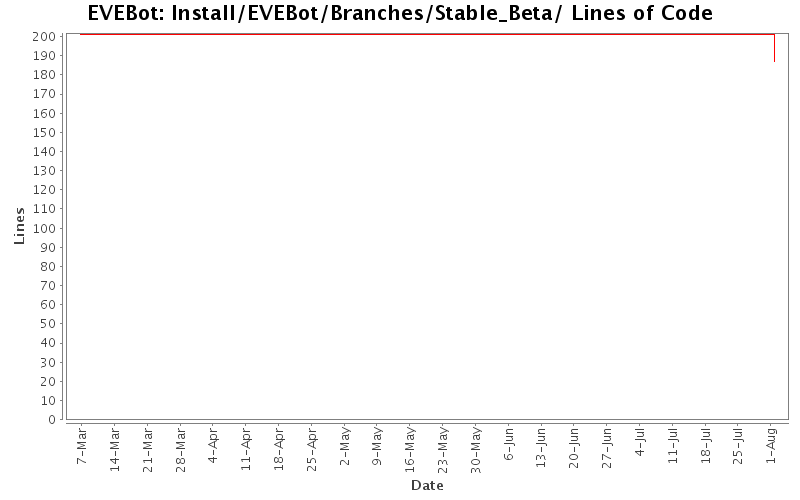 EVEBot: Install/EVEBot/Branches/Stable_Beta/ Lines of Code
200
190
180
170
160
150
140
130
120
110
100
90
80
70
60
50
40
30
20
10
0
Lines
7-Mar
14-Mar
21-Mar
28-Mar
4-Apr
11-Apr
18-Apr
25-Apr
2-May
9-May
16-May
23-May
30-May
6-Jun
13-Jun
20-Jun
27-Jun
4-Jul
11-Jul
18-Jul
25-Jul
1-Aug
Date